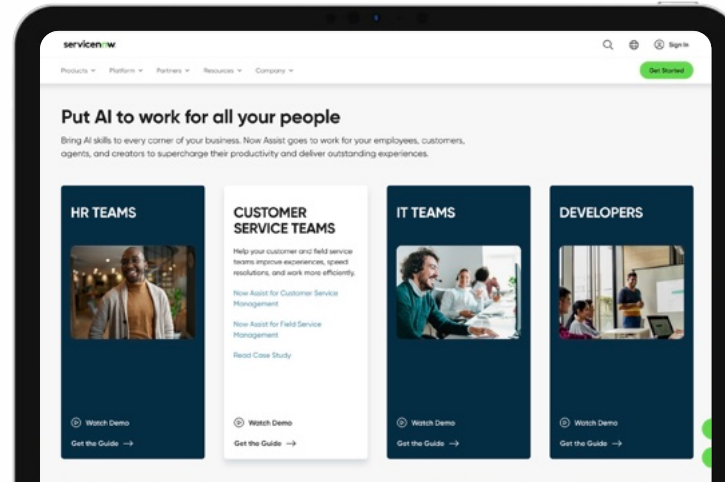 servicenow
Sign In
Products
Platform
Partners
Resources
Company
Get Started
Put AI to work for all your people
Bring AI skills to every corner of your business. Now Assist goes to work for your employees, customers,
agents, and creators to supercharge their productivity and deliver outstanding experiences.
HR TEAMS
Watch Demo
Get the Guide →
CUSTOMER
SERVICE TEAMS
Help your customer and field service
teams improve experiences, speed
resolutions, and work more efficiently.
Now Assist for Customer Service
Management
Now Assist for Field Service
Management
Read Case Study
Watch Demo
Get the Guide →
IT TEAMS
Watch Demo
Get the Guide →
DEVELOPERS
Watch Demo
Get the Guide →